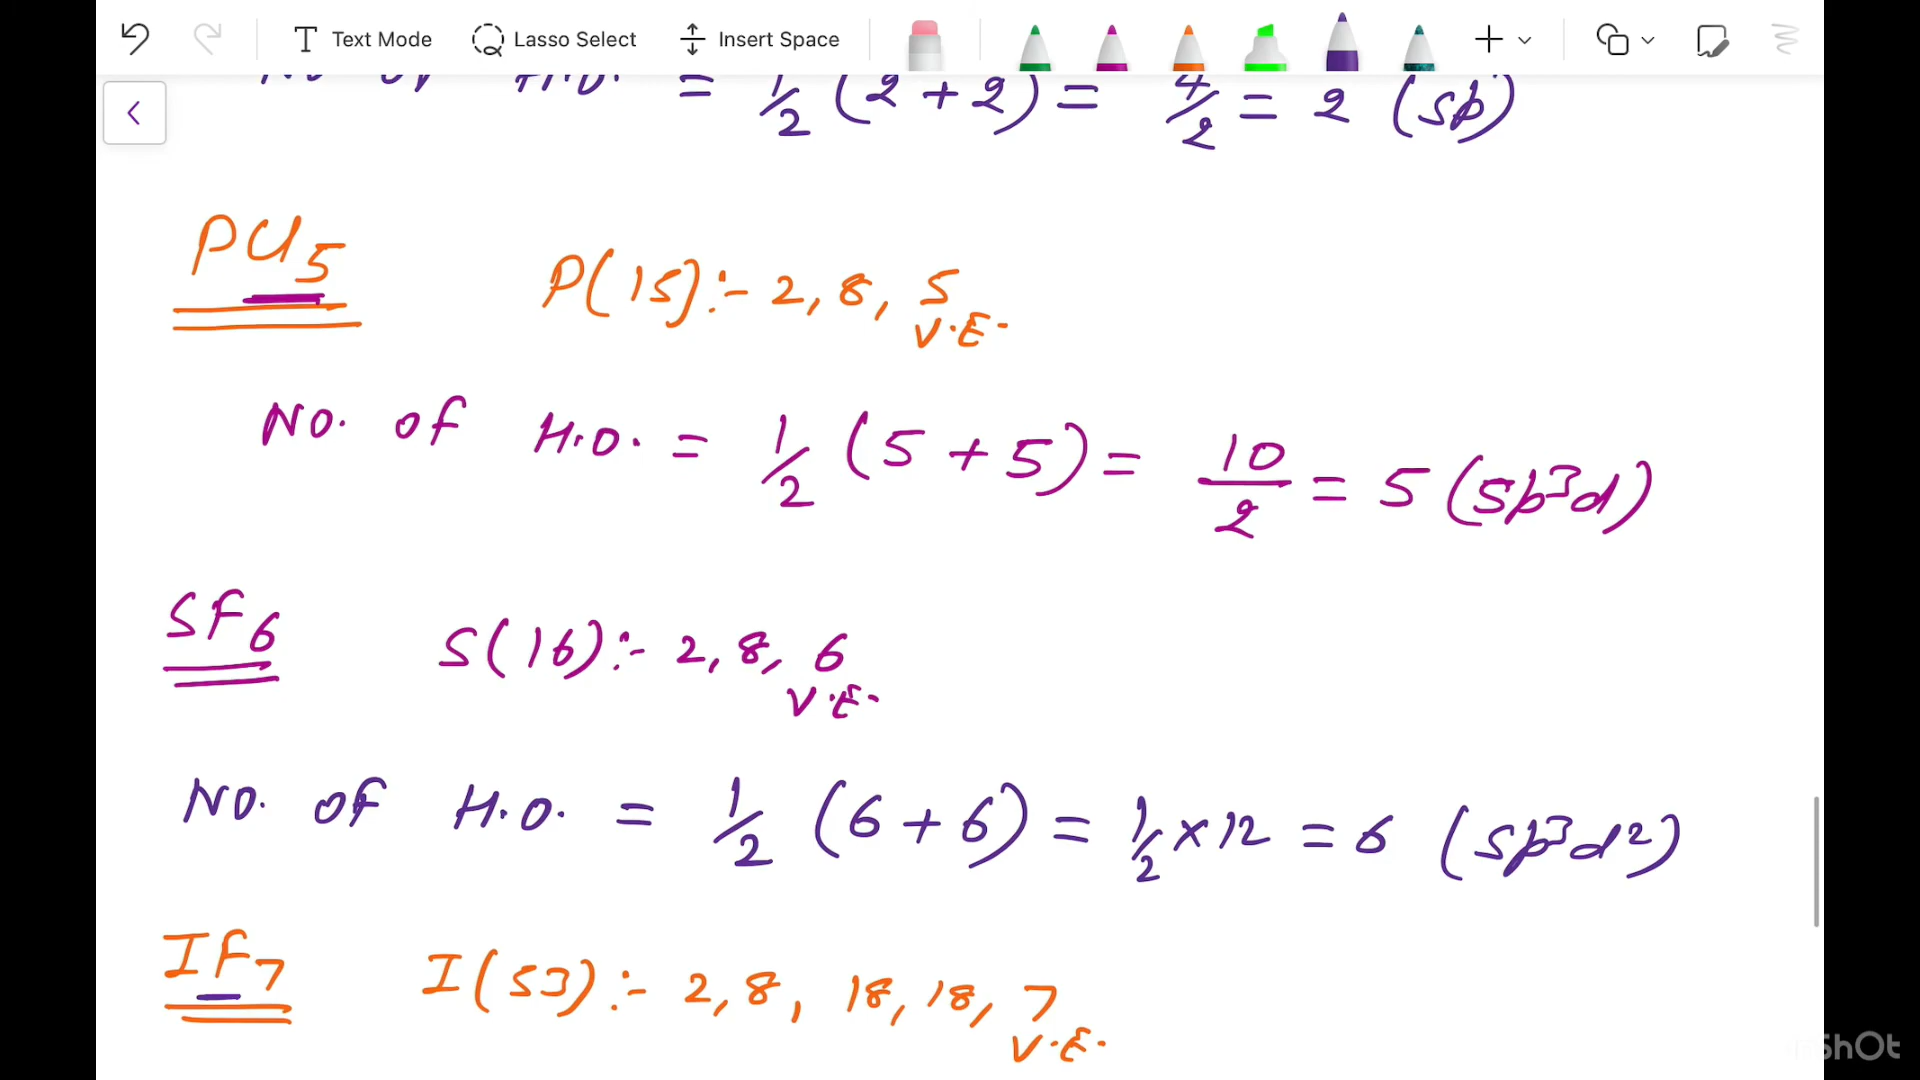 Text Mode Lasso Select Insert Space
No. of H.O. = 1/2 (2 + 2) = 4/2 = 2 (sp)
PCl5 P(15):- 2, 8, 5
V.E.
No. of H.O. = 1/2 (5 + 5) = 10/2 = 5 (sp³d)
SF6 S(16):- 2, 8, 6
V.E.
No. of H.O. = 1/2 (6 + 6) = 1/2 × 12 = 6 (sp³d²)
IF7 I(53):- 2, 8, 18, 18, 7
V.E.